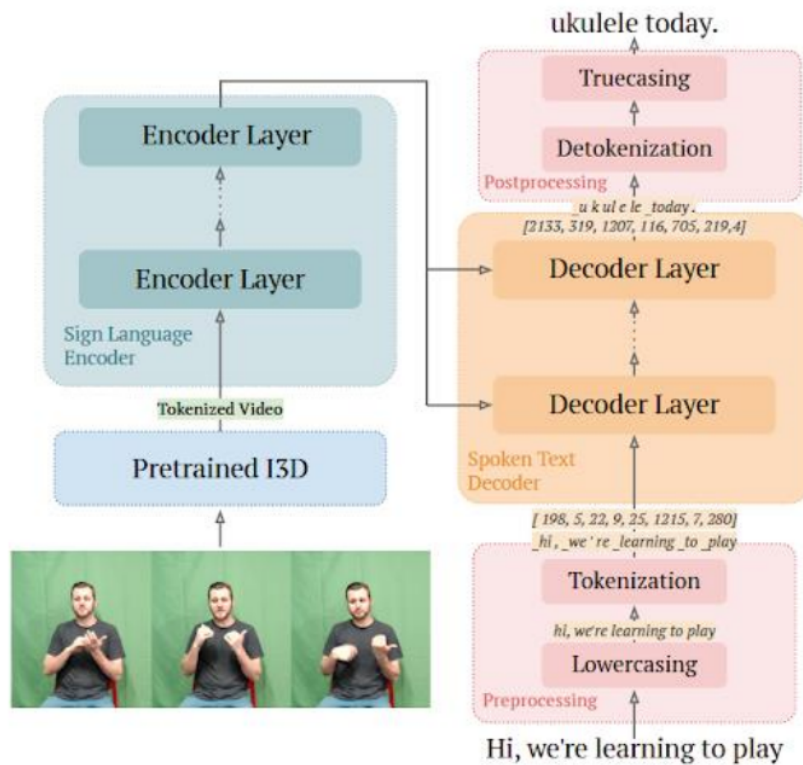 ukulele today.
Truecasing
Detokenization
Postprocessing
_u k ul e le _today.
[2133, 319, 1207, 116, 705, 219,4]
Decoder Layer
Decoder Layer
Spoken Text
Decoder
[ 198, 5, 22, 9, 25, 1215, 7, 280]
_hi , _we ' re _learning _to _play
Tokenization
hi, we're learning to play
Lowercasing
Preprocessing
Hi, we're learning to play
Encoder Layer
Encoder Layer
Sign Language
Encoder
Tokenized Video
Pretrained I3D